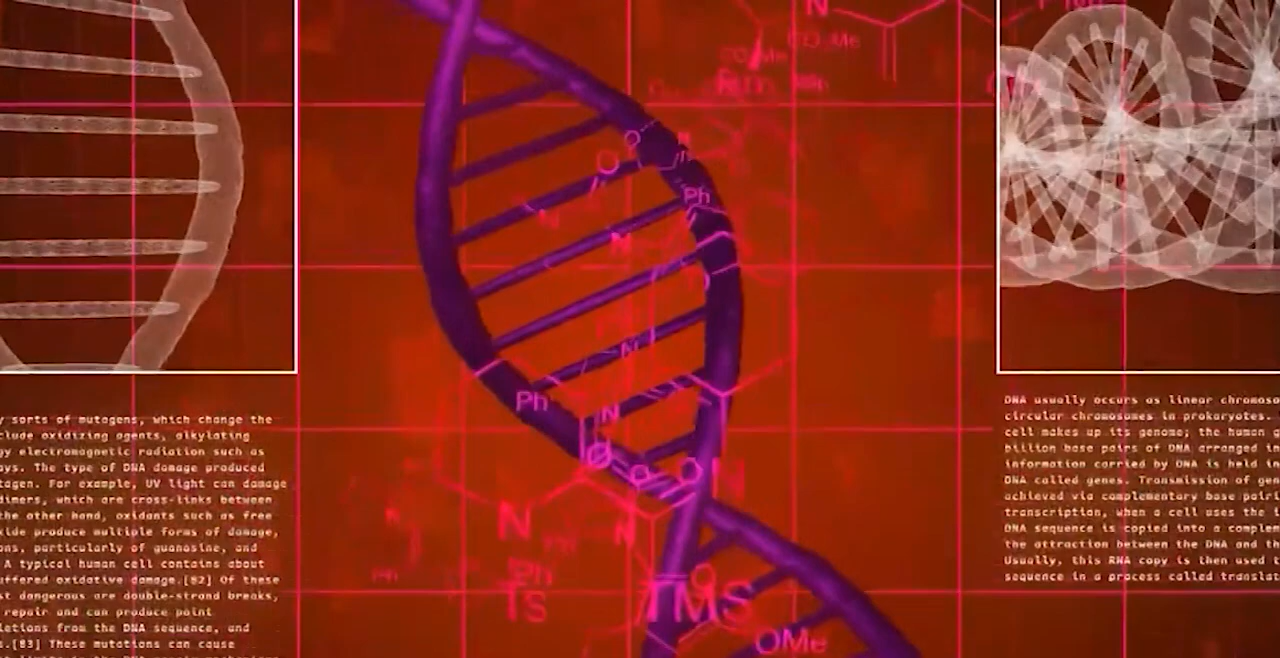 y sorts of mutagens, which change the
clude oxidizing agents, alkylating
gy electromagnetic radiation such as
ays. The type of DNA damage produced
tagen. For example, UV light can damage
dimers, which are cross-links between
the other hand, oxidants such as free
xide produce multiple forms of damage,
ons, particularly of guanosine, and
A typical human cell contains about
uffered oxidative damage.[82] Of these
st dangerous are double-strand breaks,
repair and can produce point
letions from the DNA sequence, and
s.[83] These mutations can cause
N
CO-Me
O
O
Ph
N
N
Ph
N
O
O
O
N
N
N
Ph
TS
O
TMS
OMe
DNA usually occurs as linear chromoso
circular chromosomes in prokaryotes.
cell makes up its genome; the human g
billion base pairs of DNA arranged in
information carried by DNA is held in
DNA called genes. Transmission of gen
achieved via complementary base pairi
transcription, when a cell uses the i
DNA sequence is copied into a complem
the attraction between the DNA and th
Usually, this RNA copy is then used t
sequence in a process called translat